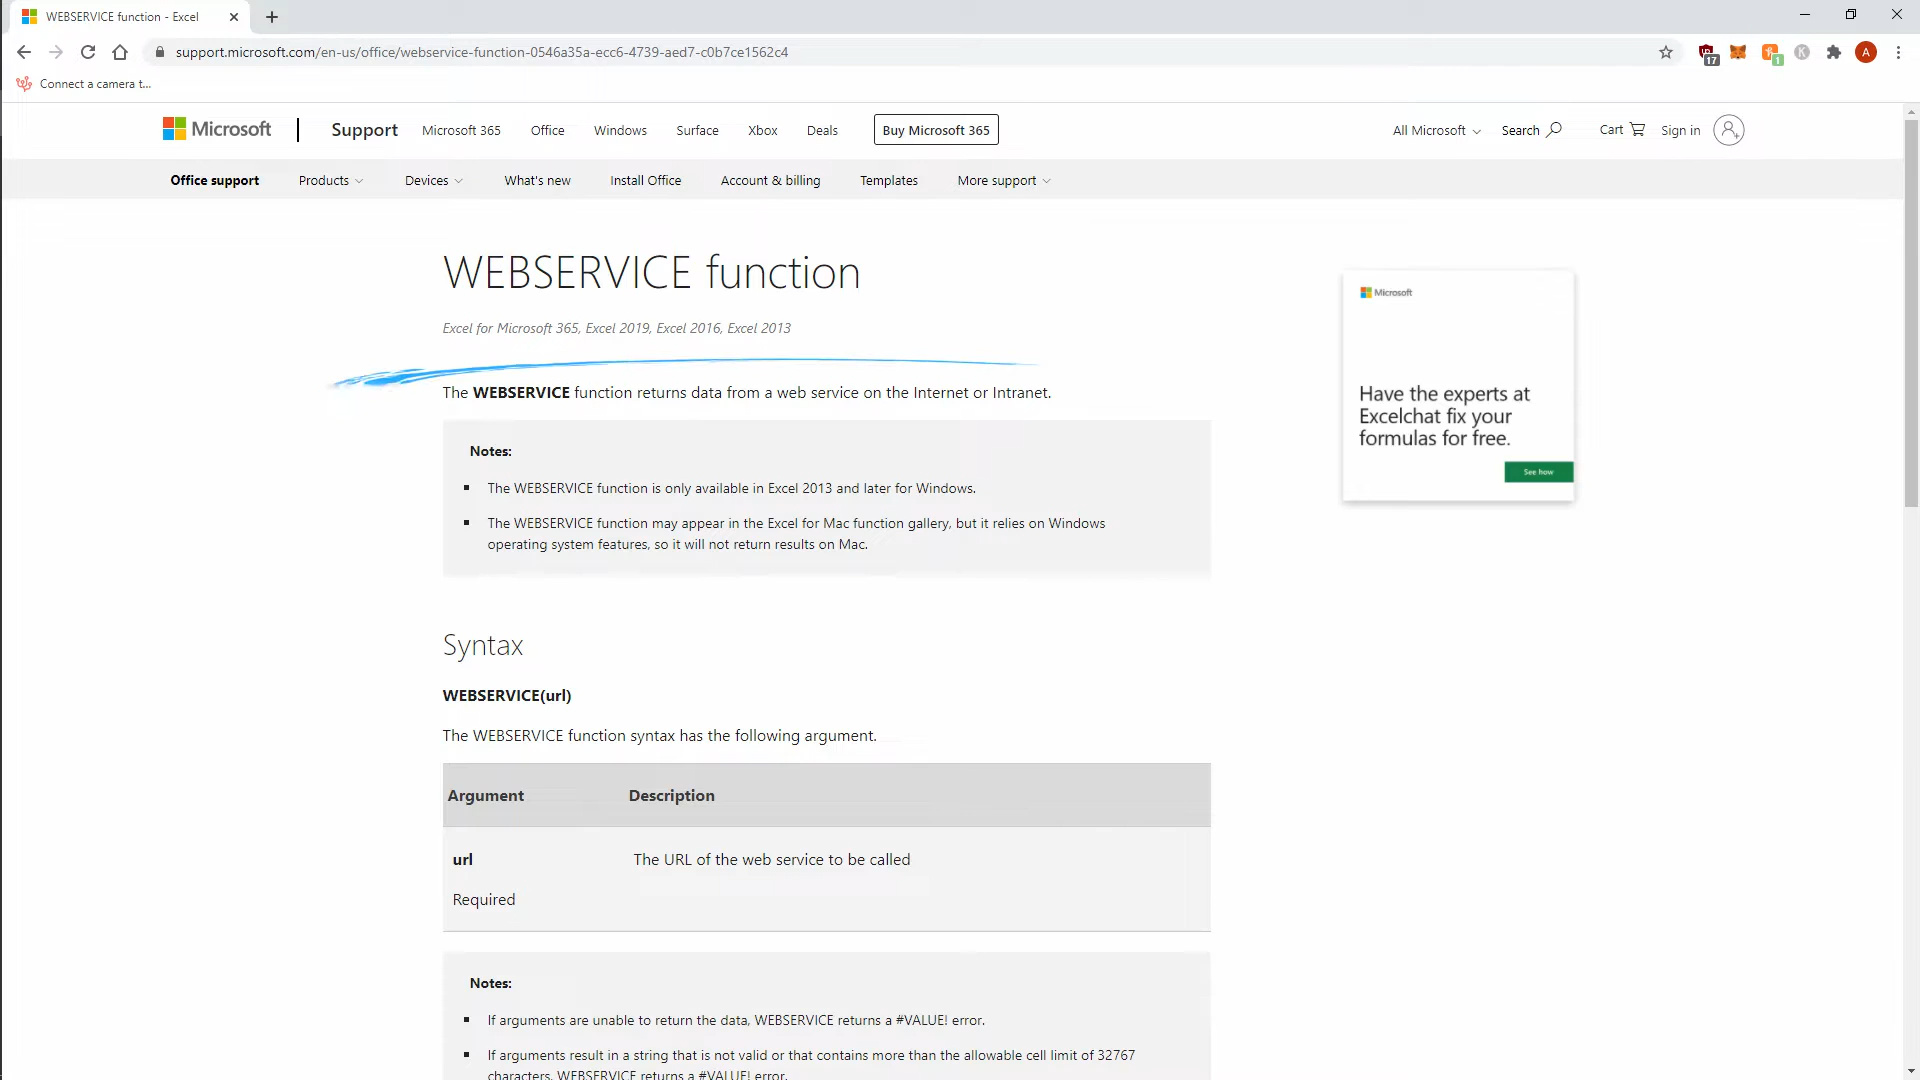 WEBSERVICE function - Excel
support.microsoft.com/en-us/office/webservice-function-0546a35a-ecc6-4739-aed7-c0b7ce1562c4
17
1
K
A
Connect a camera t...
Microsoft
Support
Microsoft 365
Office
Windows
Surface
Xbox
Deals
Buy Microsoft 365
All Microsoft
Search
Cart
Sign in
Office support
Products
Devices
What's new
Install Office
Account & billing
Templates
More support
WEBSERVICE function
Excel for Microsoft 365, Excel 2019, Excel 2016, Excel 2013
The WEBSERVICE function returns data from a web service on the Internet or Intranet.
Notes:
The WEBSERVICE function is only available in Excel 2013 and later for Windows.
The WEBSERVICE function may appear in the Excel for Mac function gallery, but it relies on Windows
operating system features, so it will not return results on Mac.
Microsoft
Have the experts at
Excelchat fix your
formulas for free.
See how
Syntax
WEBSERVICE(url)
The WEBSERVICE function syntax has the following argument.
Argument
Description
url
The URL of the web service to be called
Required
Notes:
If arguments are unable to return the data, WEBSERVICE returns a #VALUE! error.
If arguments result in a string that is not valid or that contains more than the allowable cell limit of 32767
characters, WEBSERVICE returns a #VALUE! error.